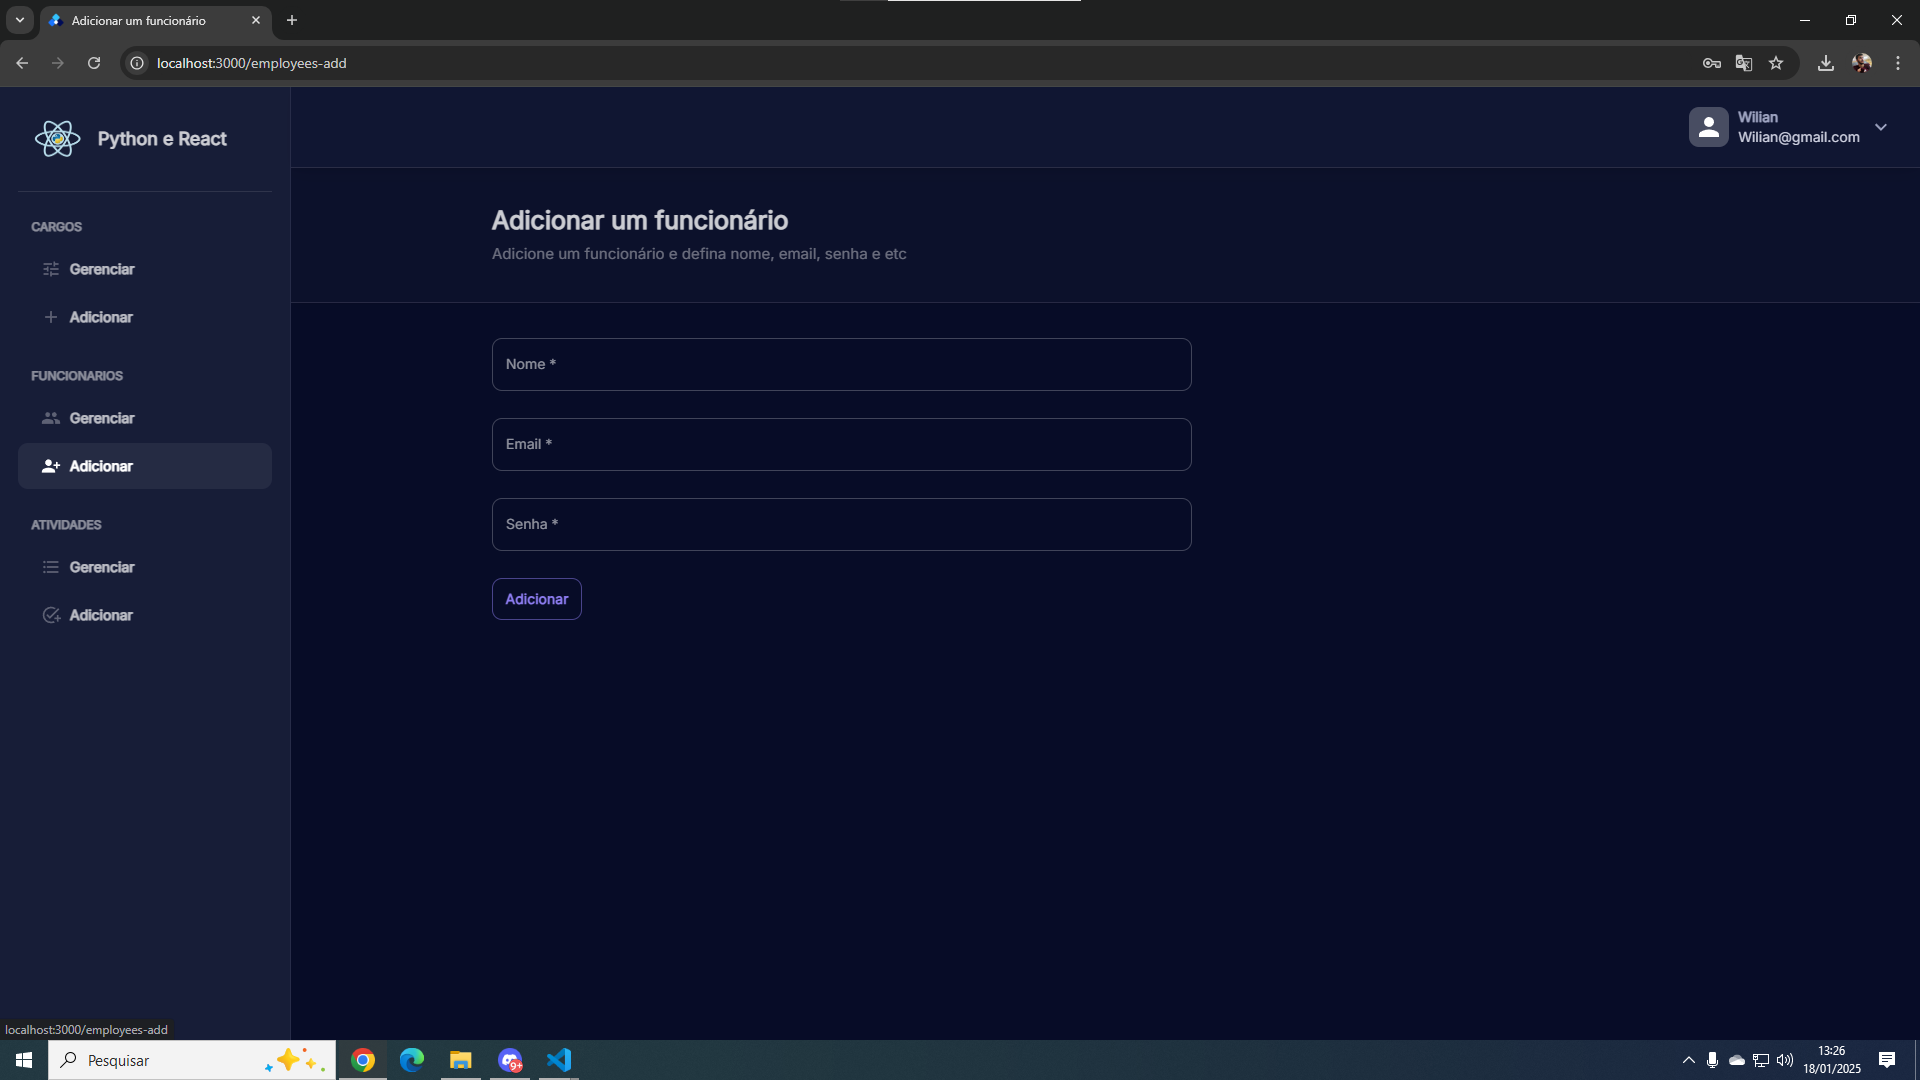 Adicionar um funcionário
localhost:3000/employees-add
Python e React
Wilian
Wilian@gmail.com
CARGOS
Gerenciar
Adicionar
FUNCIONARIOS
Gerenciar
Adicionar
ATIVIDADES
Gerenciar
Adicionar
Adicionar um funcionário
Adicione um funcionário e defina nome, email, senha e etc
Nome *
Email *
Senha *
Adicionar
localhost:3000/employees-add
Pesquisar
9+
13:26
18/01/2025